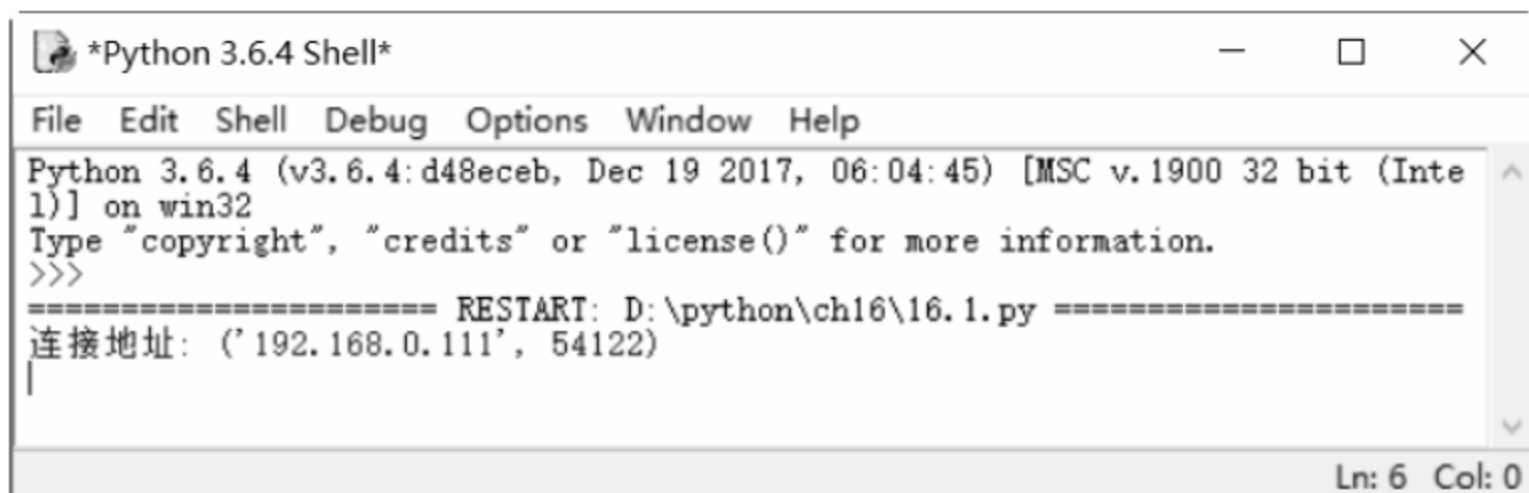 *Python 3.6.4 Shell*
File Edit Shell Debug Options Window Help
Python 3.6.4 (v3.6.4:d48eceb, Dec 19 2017, 06:04:45) [MSC v.1900 32 bit (Inte
l)] on win32
Type "copyright", "credits" or "license()" for more information.
>>>
====================== RESTART: D:\python\ch16\16.1.py ======================
连接地址: ('192.168.0.111', 54122)
Ln: 6 Col: 0